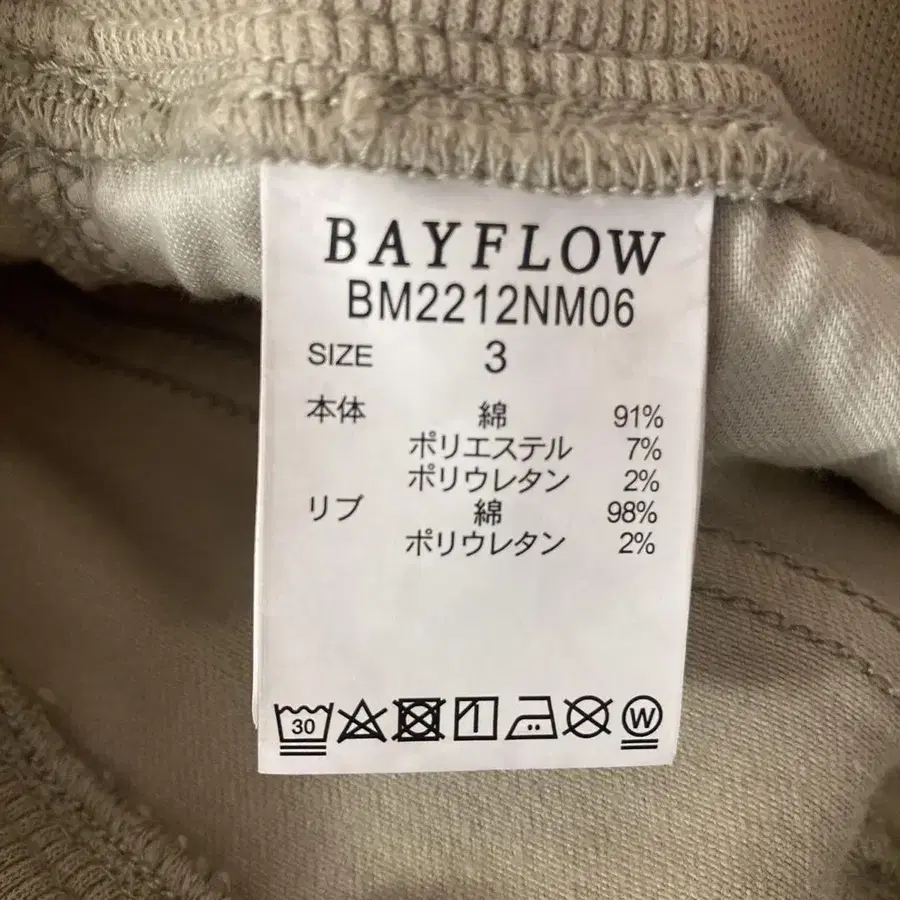 BAYFLOW
BM2212NM06
SIZE 3
本体 綿 91%
ポリエステル 7%
ポリウレタン 2%
リブ 綿 98%
ポリウレタン 2%
30 W